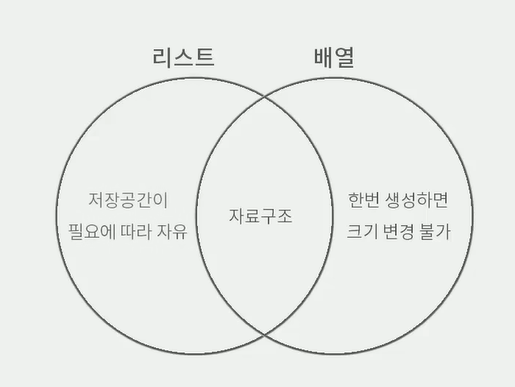 리스트
배열
저장공간이
필요에 따라 자유
자료구조
한번 생성하면
크기 변경 불가